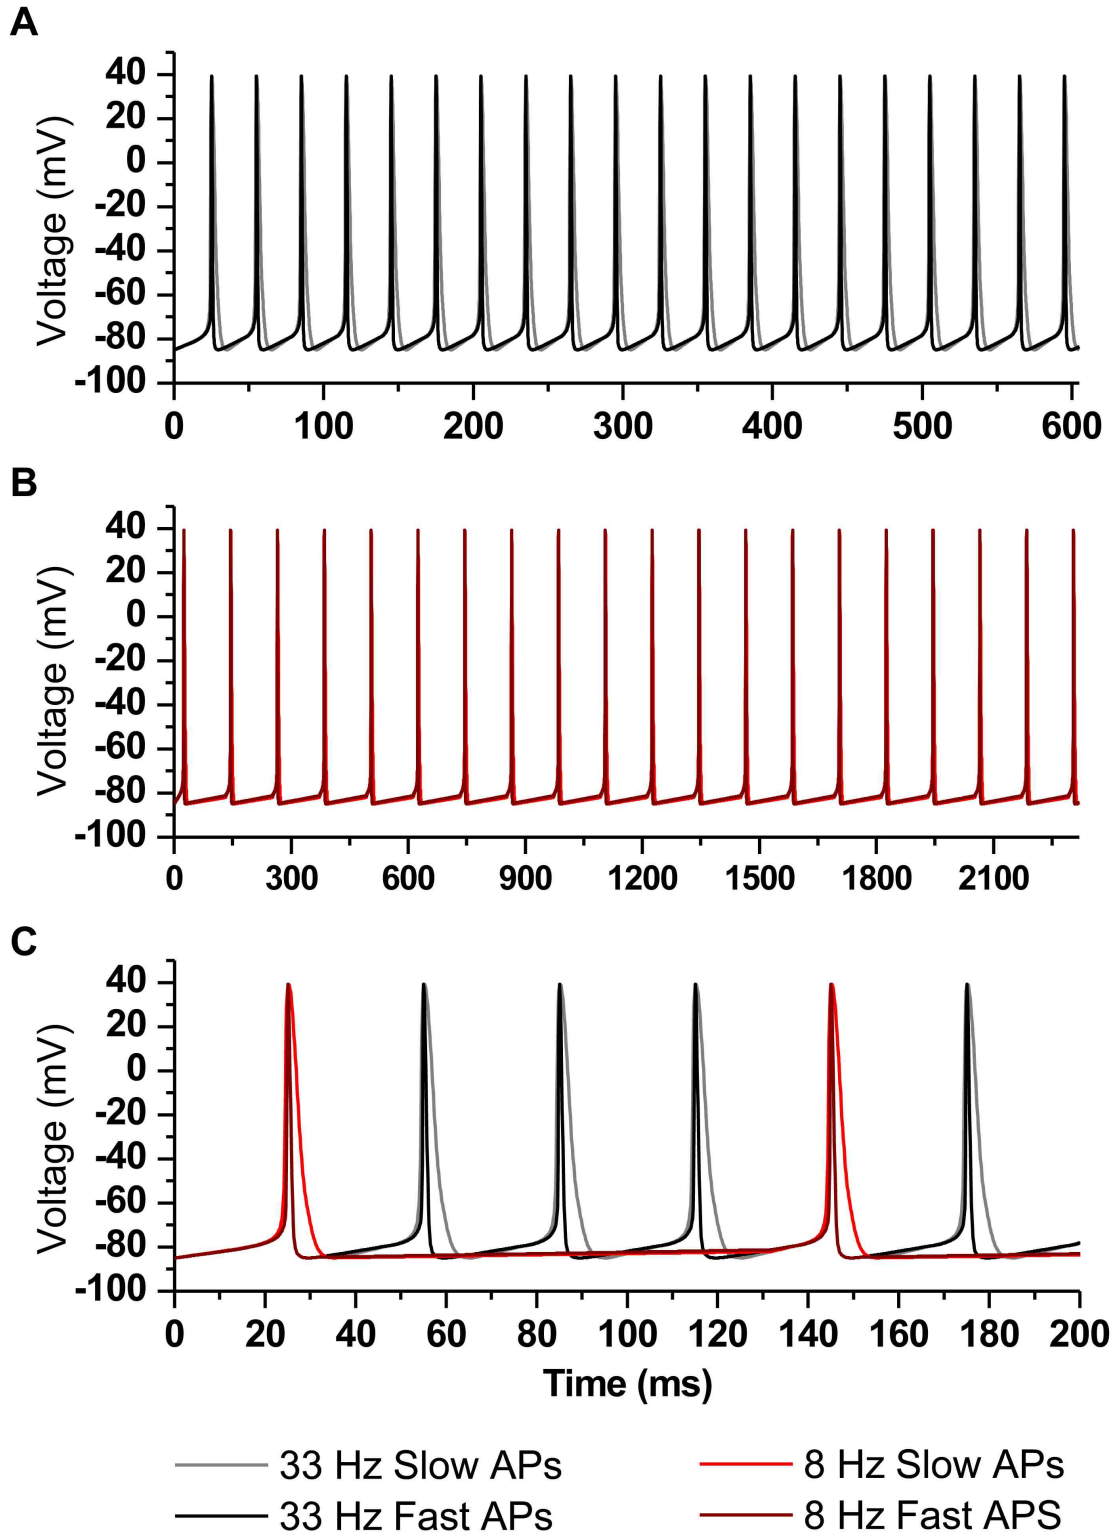 A
Voltage (mV)
40
20
0
-20
-40
-60
-80
-100
0 100 200 300 400 500 600
B
Voltage (mV)
40
20
0
-20
-40
-60
-80
-100
0 300 600 900 1200 1500 1800 2100
C
Voltage (mV)
40
20
0
-20
-40
-60
-80
-100
0 20 40 60 80 100 120 140 160 180 200
Time (ms)
33 Hz Slow APs 8 Hz Slow APs
33 Hz Fast APs 8 Hz Fast APS